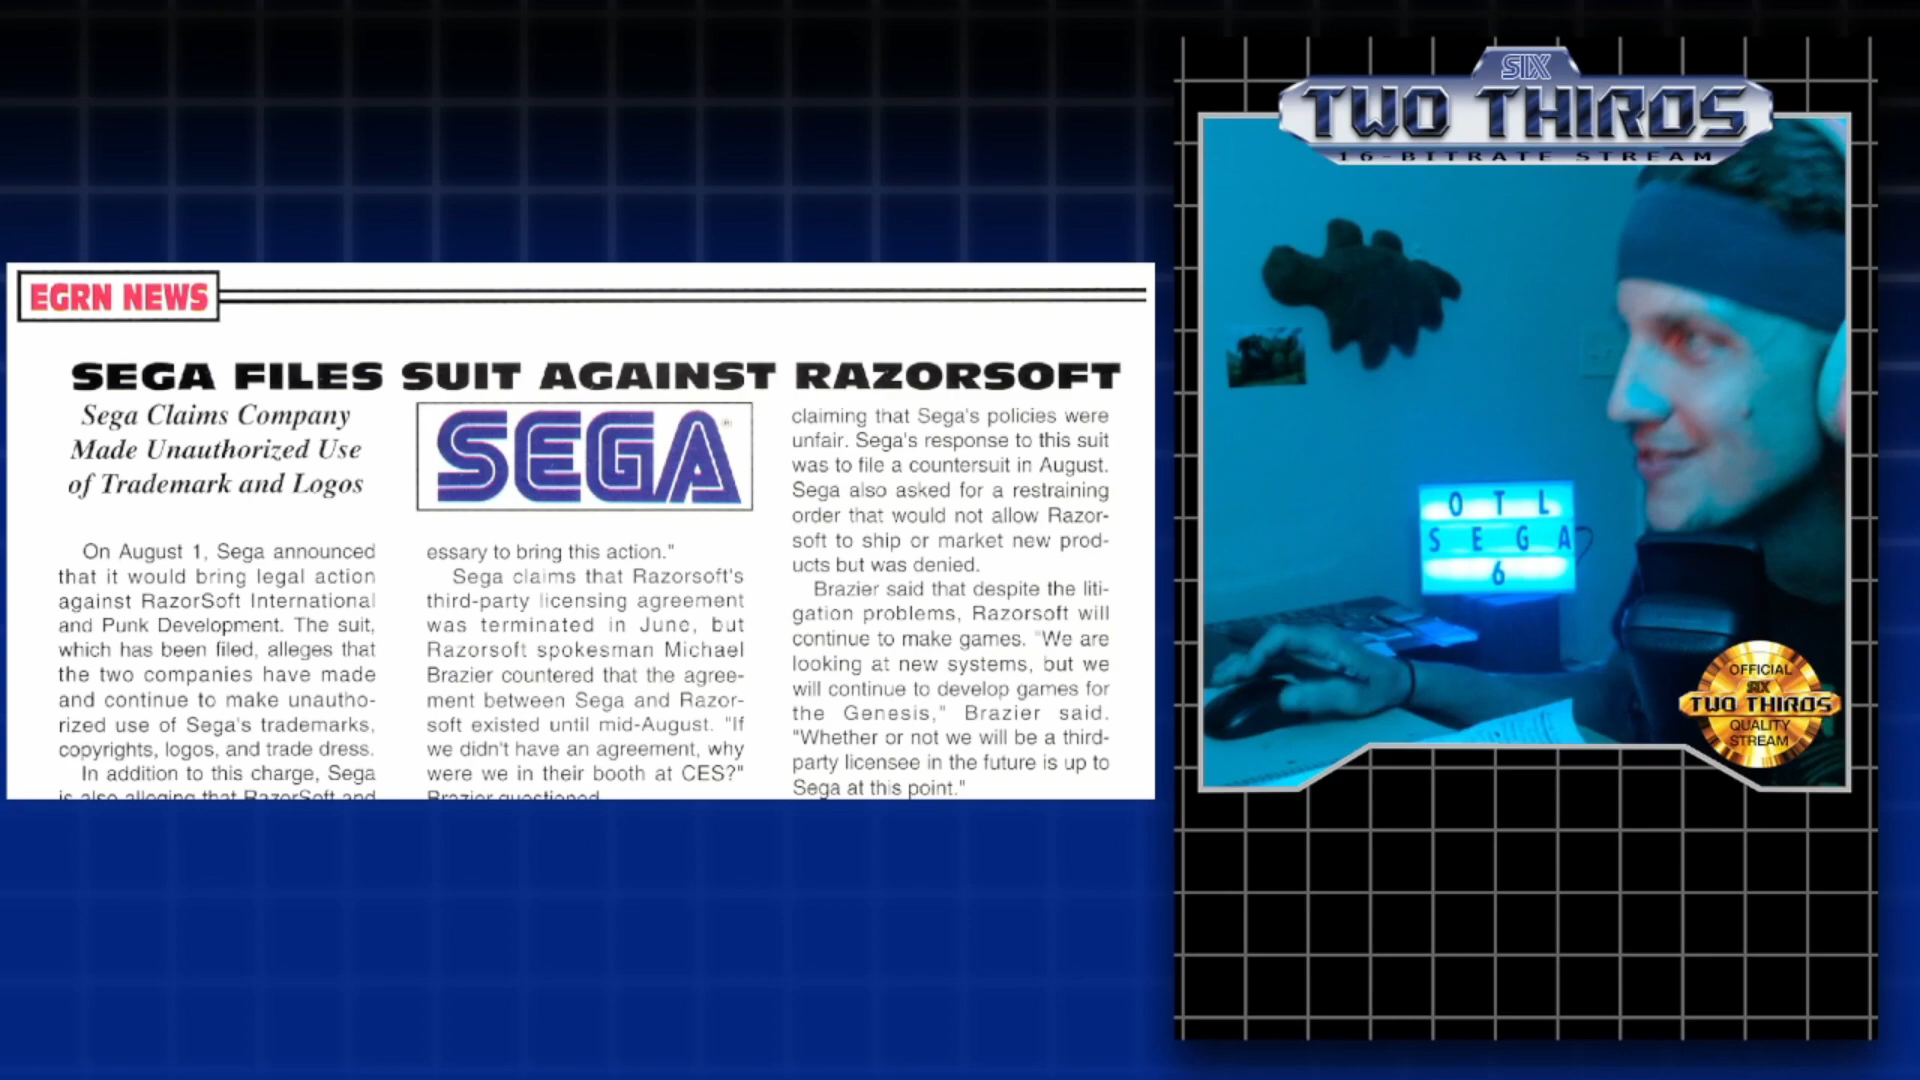 EGRN NEWS
SEGA FILES SUIT AGAINST RAZORSOFT
Sega Claims Company
Made Unauthorized Use
of Trademark and Logos
On August 1, Sega announced
that it would bring legal action
against RazorSoft International
and Punk Development. The suit,
which has been filed, alleges that
the two companies have made
and continue to make unautho-
rized use of Sega's trademarks,
copyrights, logos, and trade dress.
In addition to this charge, Sega
is also alleging that RazorSoft and
SEGA®
essary to bring this action."
Sega claims that Razorsoft's
third-party licensing agreement
was terminated in June, but
Razorsoft spokesman Michael
Brazier countered that the agree-
ment between Sega and Razor-
soft existed until mid-August. "If
we didn't have an agreement, why
were we in their booth at CES?"
Brazier questioned.
claiming that Sega's policies were
unfair. Sega's response to this suit
was to file a countersuit in August.
Sega also asked for a restraining
order that would not allow Razor-
soft to ship or market new prod-
ucts but was denied.
Brazier said that despite the liti-
gation problems, Razorsoft will
continue to make games. "We are
looking at new systems, but we
will continue to develop games for
the Genesis," Brazier said.
"Whether or not we will be a third-
party licensee in the future is up to
Sega at this point."
SIX
TWO THIRDS
16-BITRATE STREAM
O T L
S E G A
6
OFFICIAL
SIX
TWO THIRDS
QUALITY
STREAM